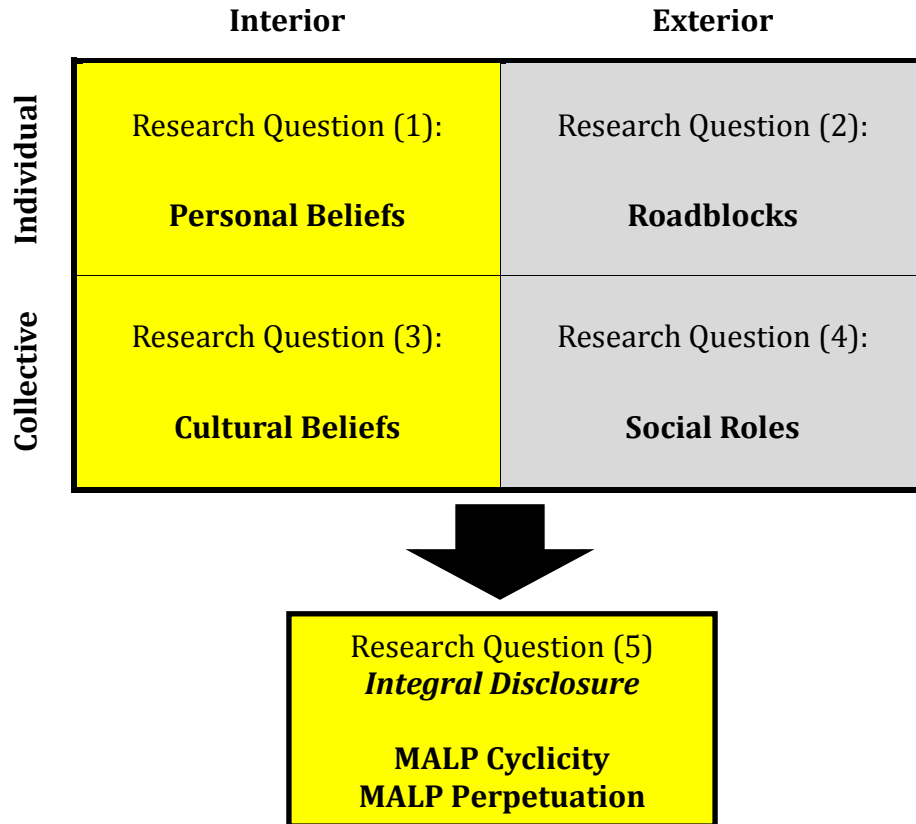 Interior
Exterior
Individual
Research Question (1):
Personal Beliefs
Research Question (2):
Roadblocks
Collective
Research Question (3):
Cultural Beliefs
Research Question (4):
Social Roles
Research Question (5)
Integral Disclosure
MALP Cyclicity
MALP Perpetuation